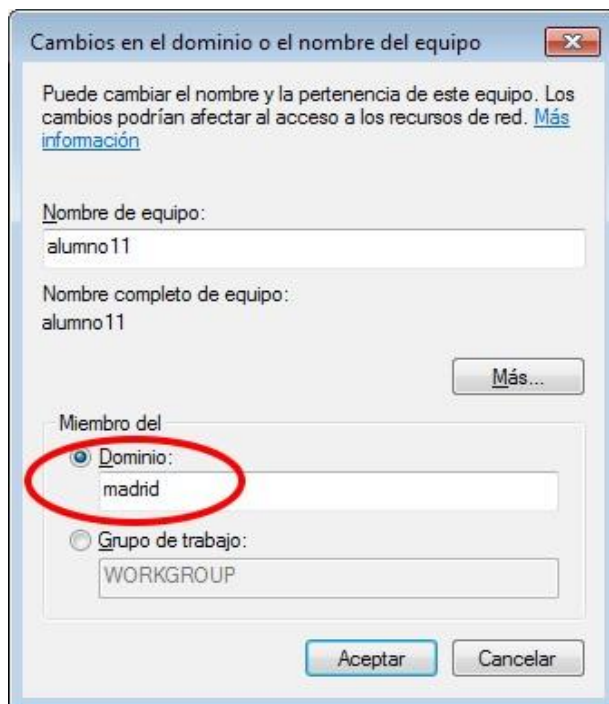 Cambios en el dominio o el nombre del equipo
Puede cambiar el nombre y la pertenencia de este equipo. Los
cambios podrían afectar al acceso a los recursos de red. Más
información
Nombre de equipo:
alumno11
Nombre completo de equipo:
alumno11
Más...
Miembro del
Dominio:
madrid
Grupo de trabajo:
WORKGROUP
Aceptar
Cancelar